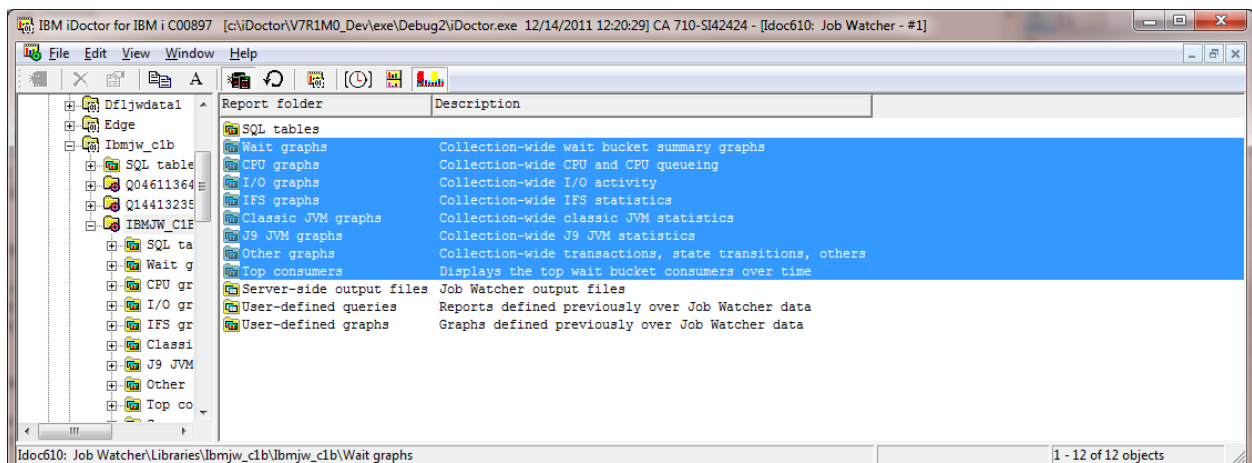 IBM iDoctor for IBM i C00897 [c:\iDoctor\V7R1M0_Dev\exe\Debug2\iDoctor.exe 12/14/2011 12:20:29] CA 710-SI42424 - [Idoc610: Job Watcher - #1]
File Edit View Window Help
A
Dfljwdata1
Edge
Ibmjw_c1b
SQL table
Q04611364
Q14413235
IBMJW_C1E
SQL ta
Wait g
CPU gr
I/O gr
IFS gr
Classi
J9 JVM
Other
Top co
Report folder Description
SQL tables
Wait graphs Collection-wide wait bucket summary graphs
CPU graphs Collection-wide CPU and CPU queueing
I/O graphs Collection-wide I/O activity
IFS graphs Collection-wide IFS statistics
Classic JVM graphs Collection-wide classic JVM statistics
J9 JVM graphs Collection-wide J9 JVM statistics
Other graphs Collection-wide transactions, state transitions, others
Top consumers Displays the top wait bucket consumers over time
Server-side output files Job Watcher output files
User-defined queries Reports defined previously over Job Watcher data
User-defined graphs Graphs defined previously over Job Watcher data
Idoc610: Job Watcher\Libraries\Ibmjw_c1b\Ibmjw_c1b\Wait graphs 1 - 12 of 12 objects